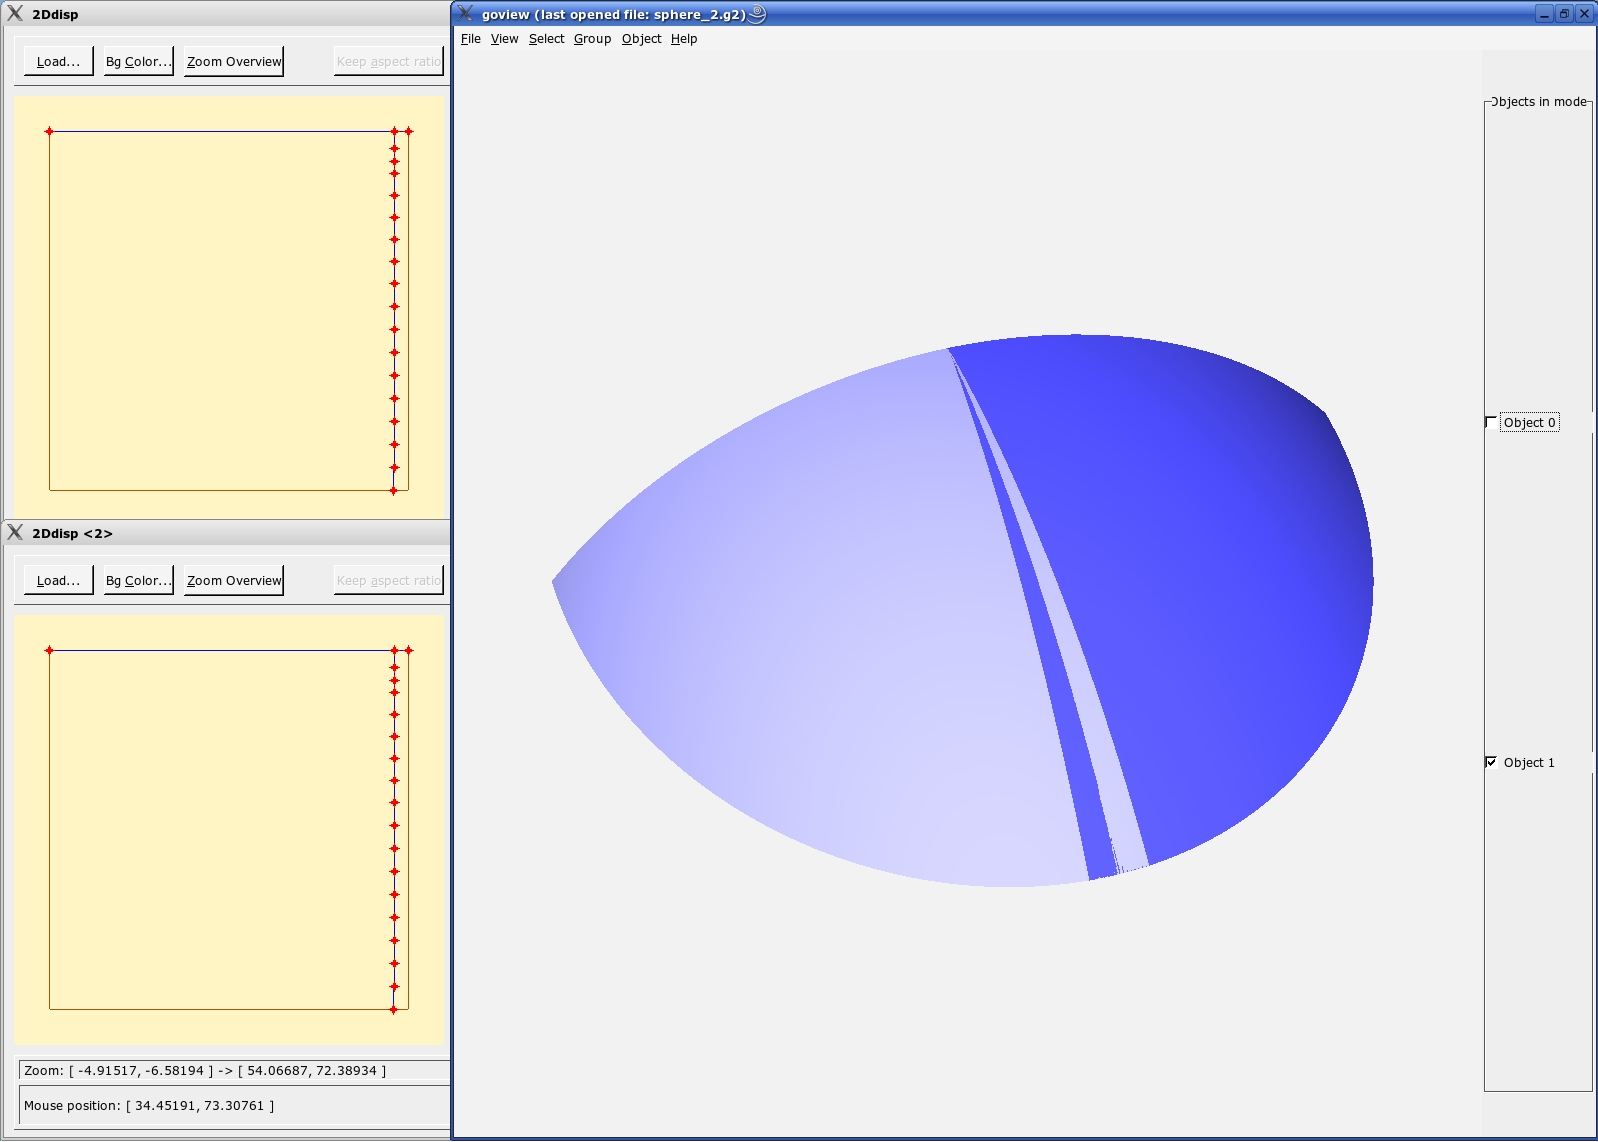 2Ddisp
Load... Bg Color... Zoom Overview Keep aspect ratio
2Ddisp <2>
Load... Bg Color... Zoom Overview Keep aspect ratio
Zoom: [ -4.91517, -6.58194 ] -> [ 54.06687, 72.38934 ]
Mouse position: [ 34.45191, 73.30761 ]
goview (last opened file: sphere_2.g2)
File View Select Group Object Help
Objects in mode
Object 0
Object 1